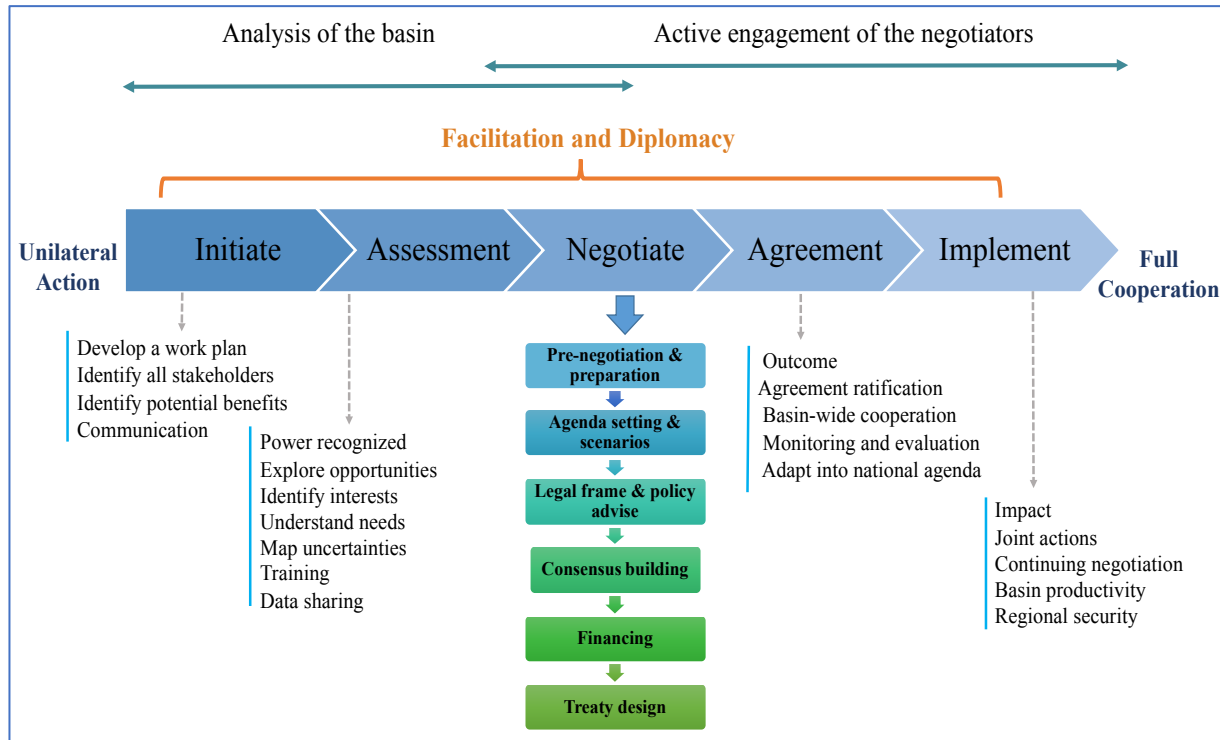 Analysis of the basin
Active engagement of the negotiators
Facilitation and Diplomacy
Unilateral
Action
Initiate
Assessment
Negotiate
Agreement
Implement
Full
Cooperation
Develop a work plan
Identify all stakeholders
Identify potential benefits
Communication
Power recognized
Explore opportunities
Identify interests
Understand needs
Map uncertainties
Training
Data sharing
Pre-negotiation &
preparation
Agenda setting &
scenarios
Legal frame & policy
advise
Consensus building
Financing
Treaty design
Outcome
Agreement ratification
Basin-wide cooperation
Monitoring and evaluation
Adapt into national agenda
Impact
Joint actions
Continuing negotiation
Basin productivity
Regional security